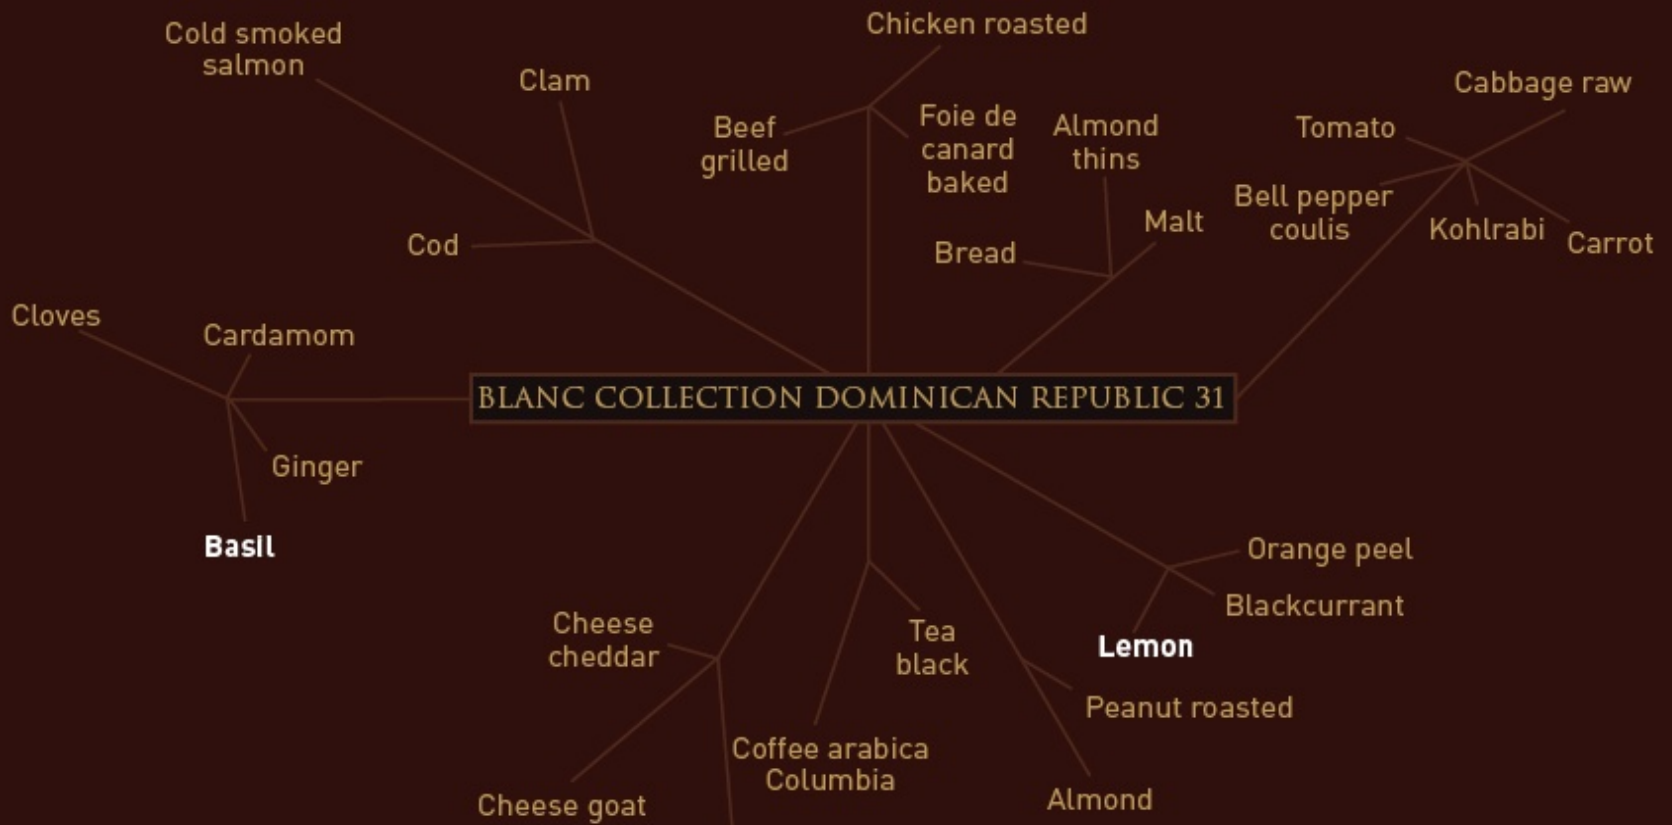 Chicken roasted
Cold smoked
salmon
Clam
Cabbage raw
Beef
grilled
Foie de
canard
baked
Almond
thins
Tomato
Bell pepper
coulis
Malt
Kohlrabi
Carrot
Cod
Bread
Cloves
Cardamom
BLANC COLLECTION DOMINICAN REPUBLIC 31
Ginger
Basil
Orange peel
Blackcurrant
Cheese
cheddar
Tea
black
Lemon
Peanut roasted
Coffee arabica
Columbia
Cheese goat
Almond